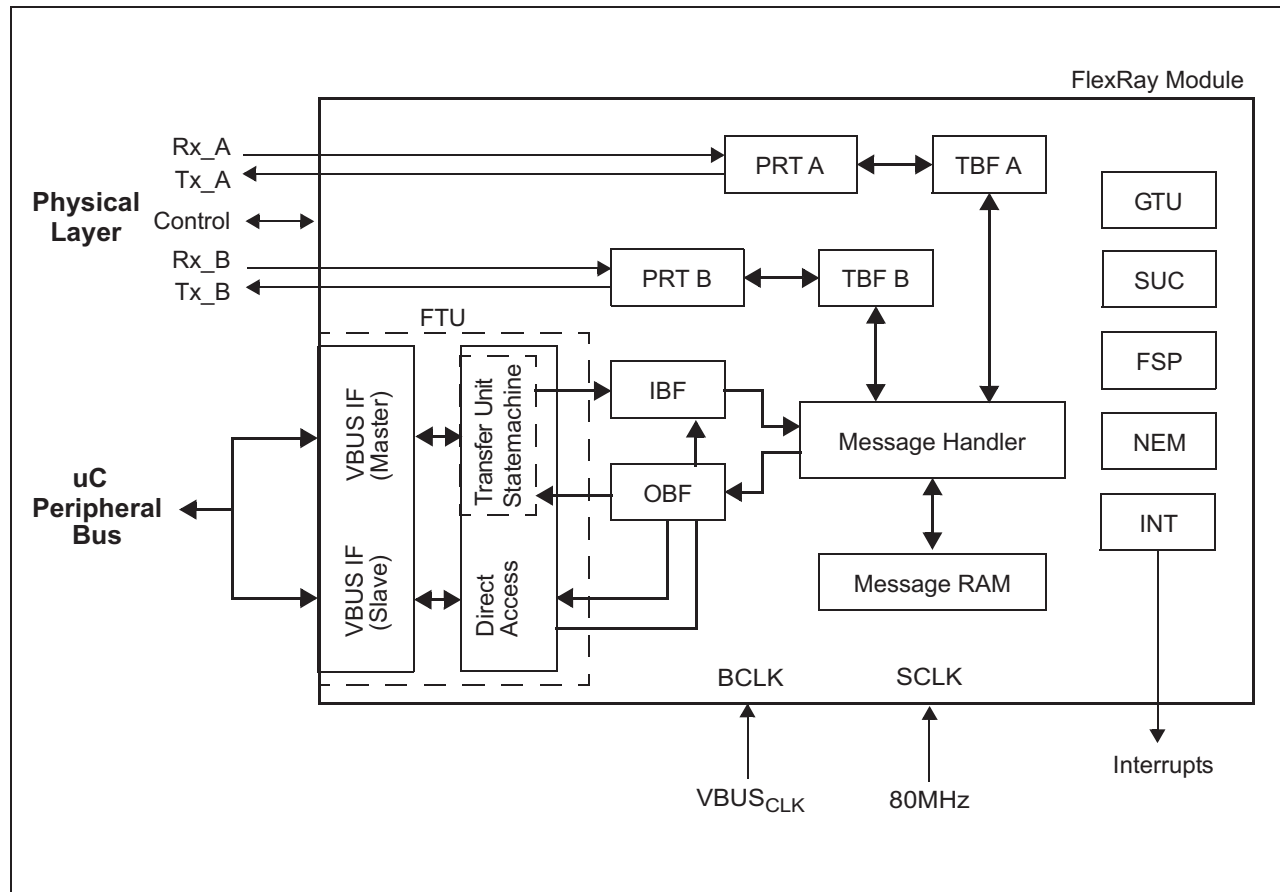 FlexRay Module
Rx_A
Tx_A
Physical
Layer
Control
Rx_B
Tx_B
PRT A
TBF A
PRT B
TBF B
GTU
SUC
FSP
NEM
INT
FTU
VBUS IF
(Master)
Transfer Unit
Statemachine
IBF
OBF
Message Handler
Message RAM
uC
Peripheral
Bus
VBUS IF
(Slave)
Direct
Access
BCLK
SCLK
VBUSCLK
80MHz
Interrupts